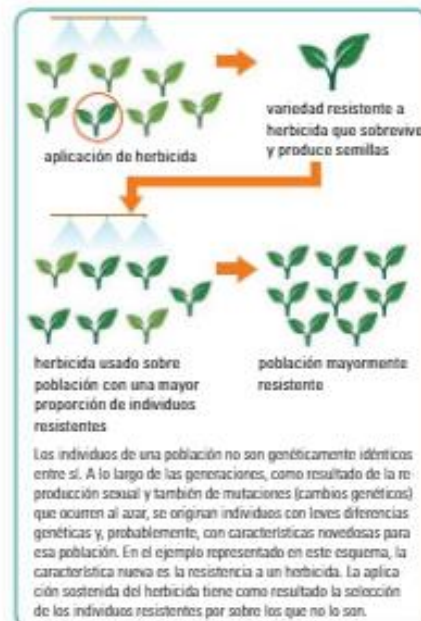 aplicación de herbicida
variedad resistente a
herbicida que sobrevive
y produce semillas
herbicida usado sobre
población con una mayor
proporción de individuos
resistentes
población mayormente
resistente
Los individuos de una población no son genéticamente idénticos
entre sí. A lo largo de las generaciones, como resultado de la re
producción sexual y también de mutaciones (cambios genéticos)
que ocurren al azar, se originan individuos con leves diferencias
genéticas y, probablemente, con características novedosas para
esa población. En el ejemplo representado en este esquema, la
característica nueva es la resistencia a un herbicida. La aplica
ción sostenida del herbicida tiene como resultado la selección
de los individuos resistentes por sobre los que no lo son.